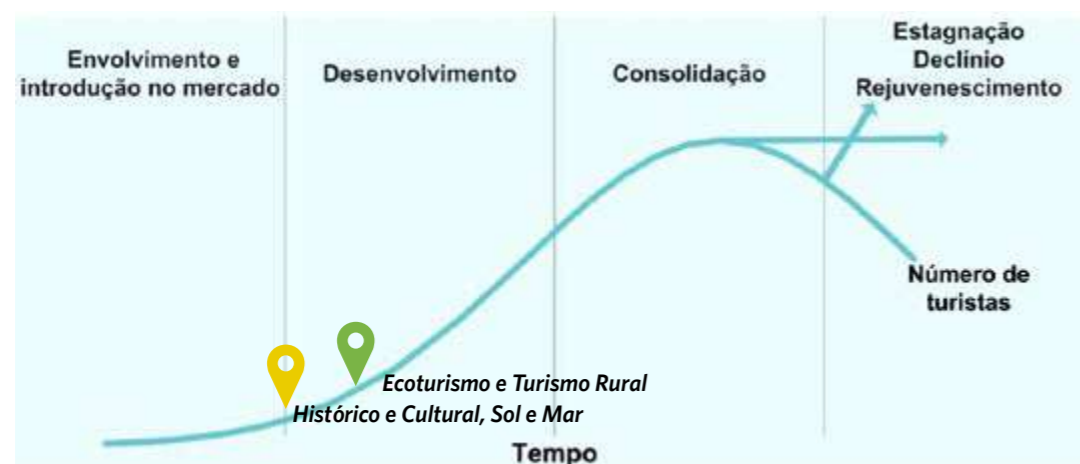 Envolvimento e
introdução no mercado
Desenvolvimento
Consolidação
Estagnação
Declínio
Rejuvenescimento
Número de
turistas
Ecoturismo e Turismo Rural
Histórico e Cultural, Sol e Mar
Tempo